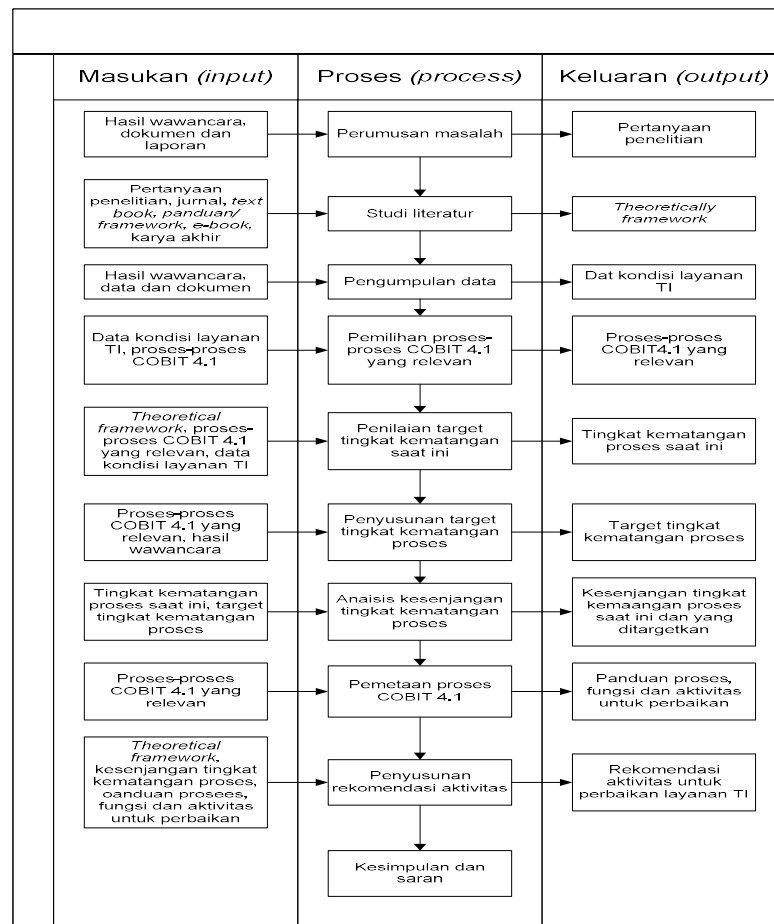 Masukan (input)
Proses (process)
Keluaran (output)
Hasil wawancara,
dokumen dan
laporan
Perumusan masalah
Pertanyaan
penelitian
Pertanyaan
penelitian, jurnal, text
book, panduan/
framework, e-book,
karya akhir
Studi literatur
Theoretically
framework
Hasil wawancara,
data dan dokumen
Pengumpulan data
Dat kondisi layanan
TI
Data kondisi layanan
TI, proses-proses
COBIT 4.1
Pemilihan proses-
proses COBIT 4.1
yang relevan
Proses-proses
COBIT4.1 yang
relevan
Theoretical
framework, proses-
proses COBIT 4.1
yang relevan, data
kondisi layanan TI
Penilaian target
tingkat kematangan
saat ini
Tingkat kematangan
proses saat ini
Proses-proses
COBIT 4.1 yang
relevan, hasil
wawancara
Penyusunan target
tingkat kematangan
proses
Target tingkat
kematangan proses
Tingkat kematangan
proses saat ini, target
tingkat kematangan
proses
Anaisis kesenjangan
tingkat kematangan
proses
Kesenjangan tingkat
kemaangan proses
saat ini dan yang
ditargetkan
Proses-proses
COBIT 4.1 yang
relevan
Pemetaan proses
COBIT 4.1
Panduan proses,
fungsi dan aktivitas
untuk perbaikan
Theoretical
framework,
kesenjangan tingkat
kematangan proses,
oanduan prosees,
fungsi dan aktivitas
untuk perbaikan
Penyusunan
rekomendasi aktivitas
Rekomendasi
aktivitas untuk
perbaikan layanan TI
Kesimpulan dan
saran